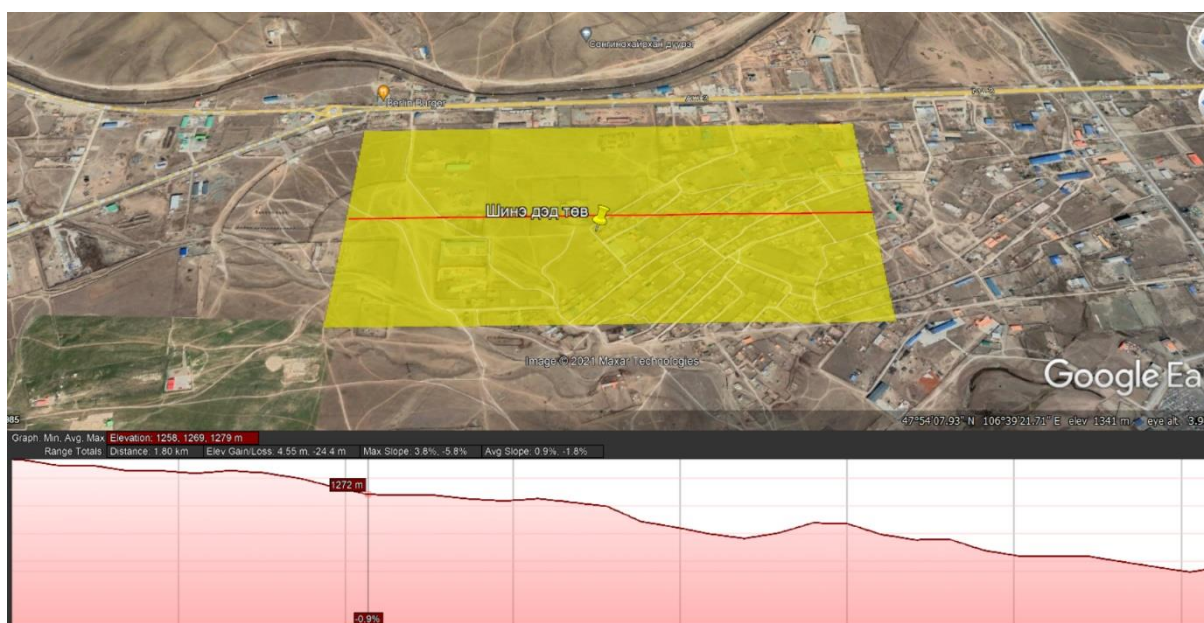 Сонгинохайрхан дүүрэг
Berlin Burger
Шинэ дэд төв
Image © 2021 Maxar Technologies
Google Ea
985
47°54'07.93" N 106°39'21.71" E elev 1341 m eye alt 3.9
Graph: Min, Avg, Max Elevation: 1258, 1269, 1279 m
Range Totals Distance: 1.80 km Elev Gain/Loss: 4.55 m, -24.4 m Max Slope: 3.8%, -5.8% Avg Slope: 0.9%, -1.8%
1272 m
-0.9%